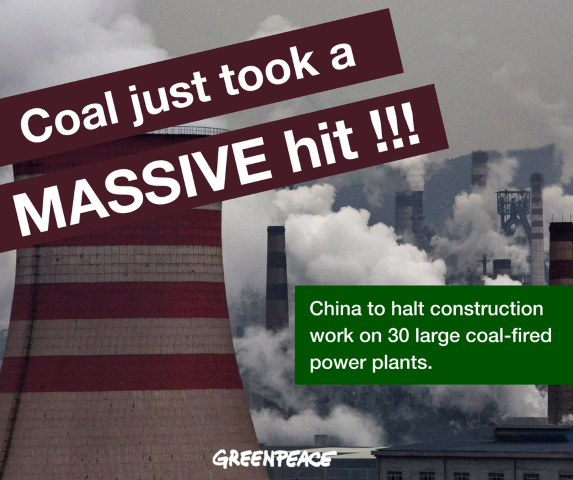 Coal just took a
MASSIVE hit !!!
China to halt construction
work on 30 large coal-fired
power plants.
GREENPEACE